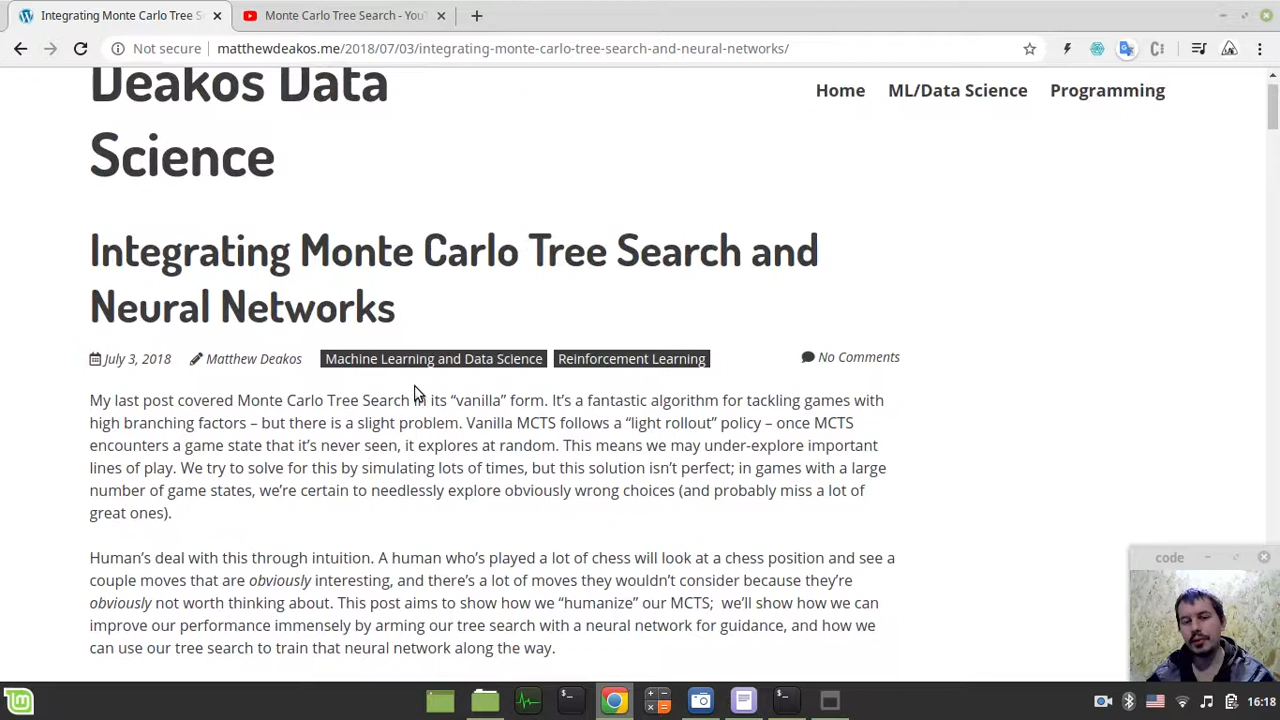 Integrating Monte Carlo Tree S
Monte Carlo Tree Search - You
Not secure
matthewdeakos.me/2018/07/03/integrating-monte-carlo-tree-search-and-neural-networks/
Deakos Data
Science
Home
ML/Data Science
Programming
Integrating Monte Carlo Tree Search and
Neural Networks
July 3, 2018
Matthew Deakos
Machine Learning and Data Science
Reinforcement Learning
No Comments
My last post covered Monte Carlo Tree Search in its “vanilla” form. It’s a fantastic algorithm for tackling games with
high branching factors – but there is a slight problem. Vanilla MCTS follows a “light rollout” policy – once MCTS
encounters a game state that it’s never seen, it explores at random. This means we may under-explore important
lines of play. We try to solve for this by simulating lots of times, but this solution isn’t perfect; in games with a large
number of game states, we’re certain to needlessly explore obviously wrong choices (and probably miss a lot of
great ones).
Human’s deal with this through intuition. A human who’s played a lot of chess will look at a chess position and see a
couple moves that are obviously interesting, and there’s a lot of moves they wouldn’t consider because they’re
obviously not worth thinking about. This post aims to show how we “humanize” our MCTS; we’ll show how we can
improve our performance immensely by arming our tree search with a neural network for guidance, and how we
can use our tree search to train that neural network along the way.
code
16:18